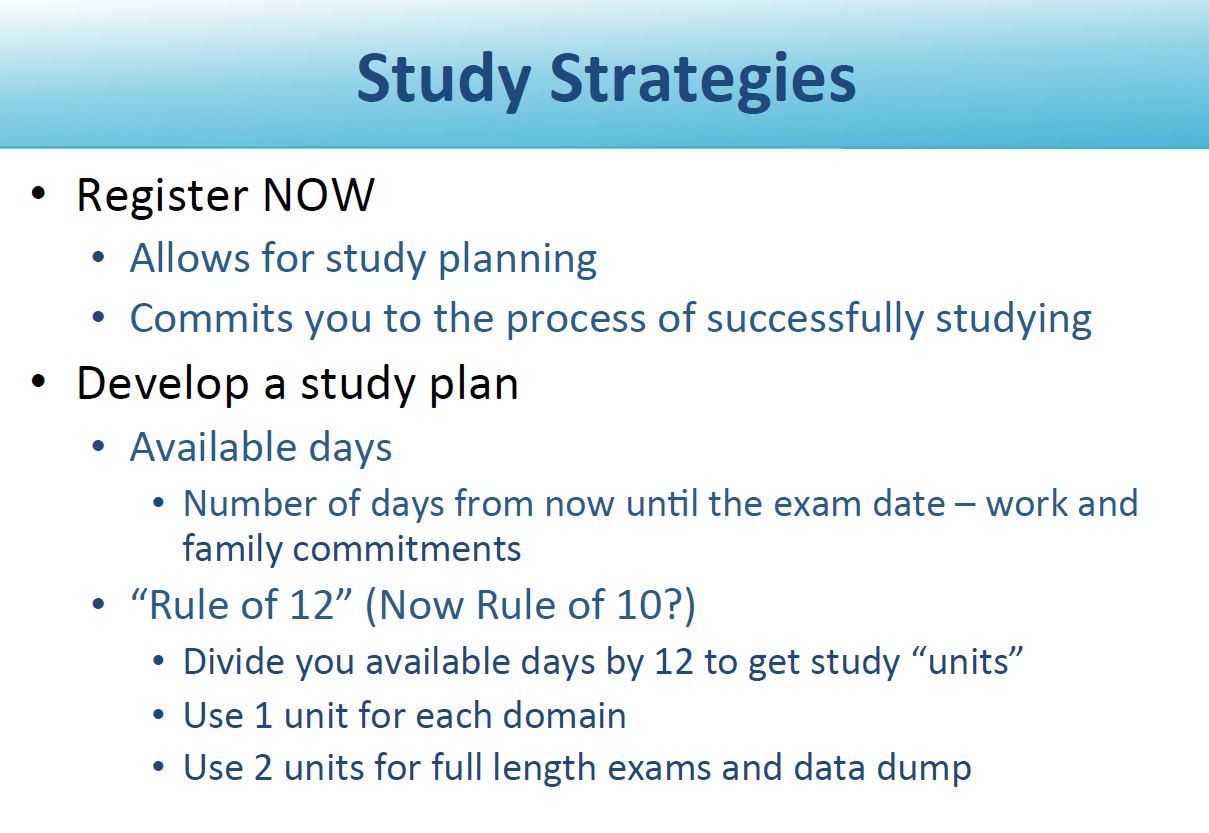 Study Strategies
• Register NOW
• Allows for study planning
• Commits you to the process of successfully studying
• Develop a study plan
• Available days
• Number of days from now until the exam date – work and
family commitments
• “Rule of 12” (Now Rule of 10?)
• Divide you available days by 12 to get study “units”
• Use 1 unit for each domain
• Use 2 units for full length exams and data dump